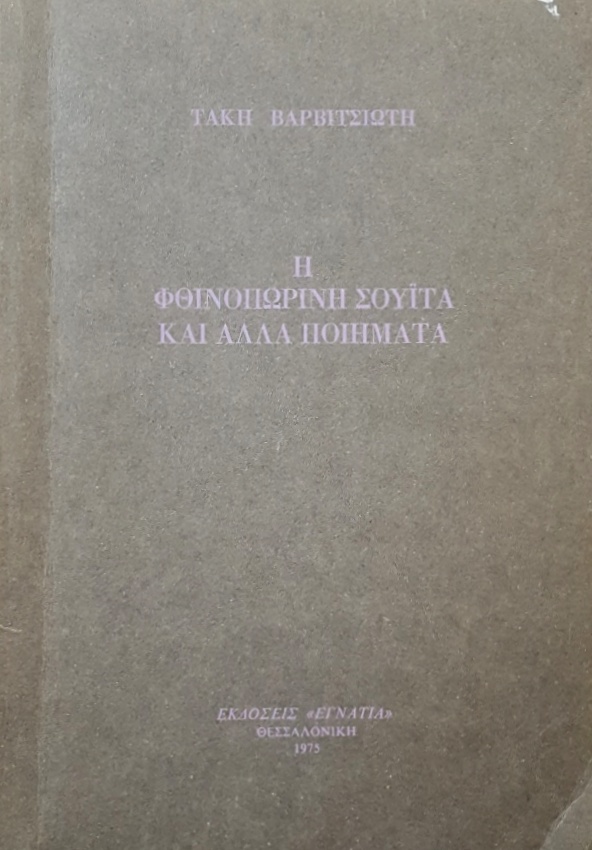 ΤΑΚΗ ΒΑΡΒΙΤΣΙΩΤΗ
Η
ΦΘΙΝΟΠΩΡΙΝΗ ΣΟΥΪΤΑ
ΚΑΙ ΑΛΛΑ ΠΟΙΗΜΑΤΑ
ΕΚΔΟΣΕΙΣ «ΕΓΝΑΤΙΑ»
ΘΕΣΣΑΛΟΝΙΚΗ
1975